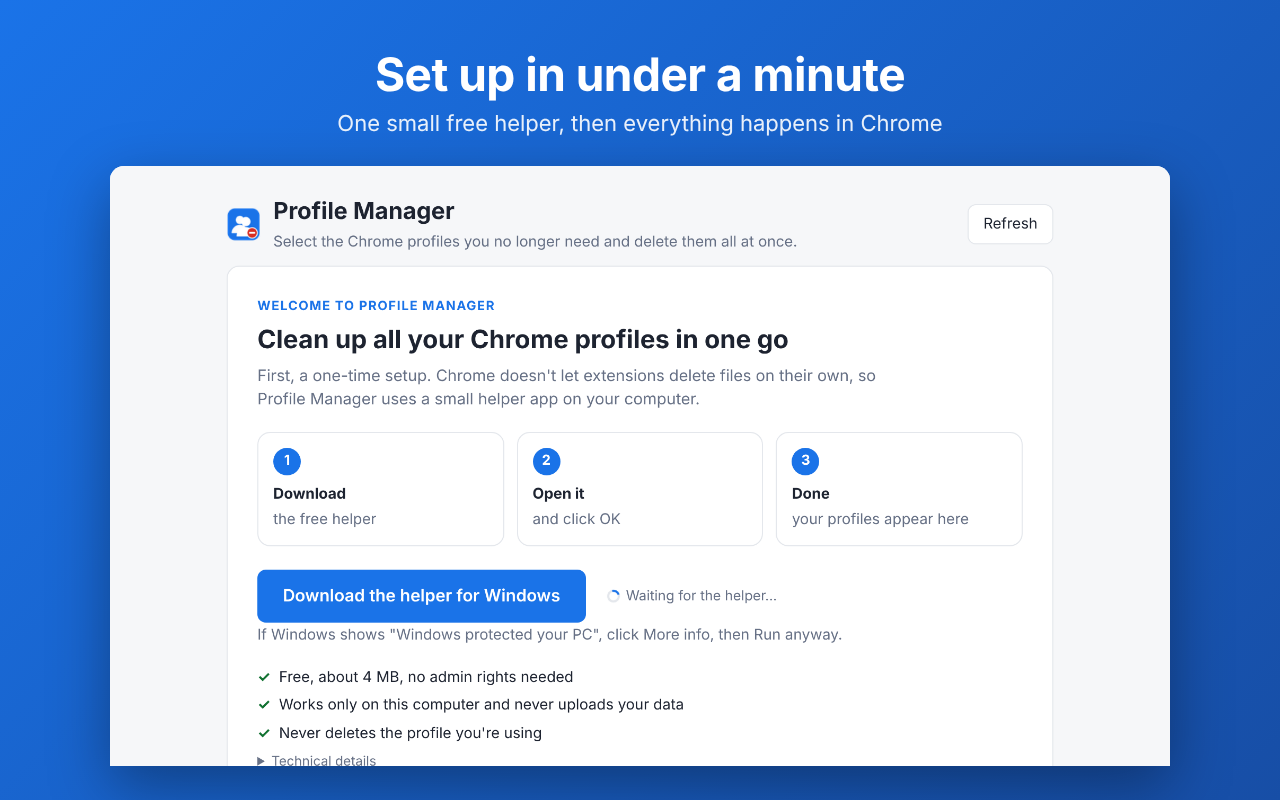 Set up in under a minute
One small free helper, then everything happens in Chrome
Profile Manager
Select the Chrome profiles you no longer need and delete them all at once.
Refresh
WELCOME TO PROFILE MANAGER
Clean up all your Chrome profiles in one go
First, a one-time setup. Chrome doesn't let extensions delete files on their own, so
Profile Manager uses a small helper app on your computer.
1
Download
the free helper
2
Open it
and click OK
3
Done
your profiles appear here
Download the helper for Windows
Waiting for the helper...
If Windows shows "Windows protected your PC", click More info, then Run anyway.
Free, about 4 MB, no admin rights needed
Works only on this computer and never uploads your data
Never deletes the profile you're using
Technical details